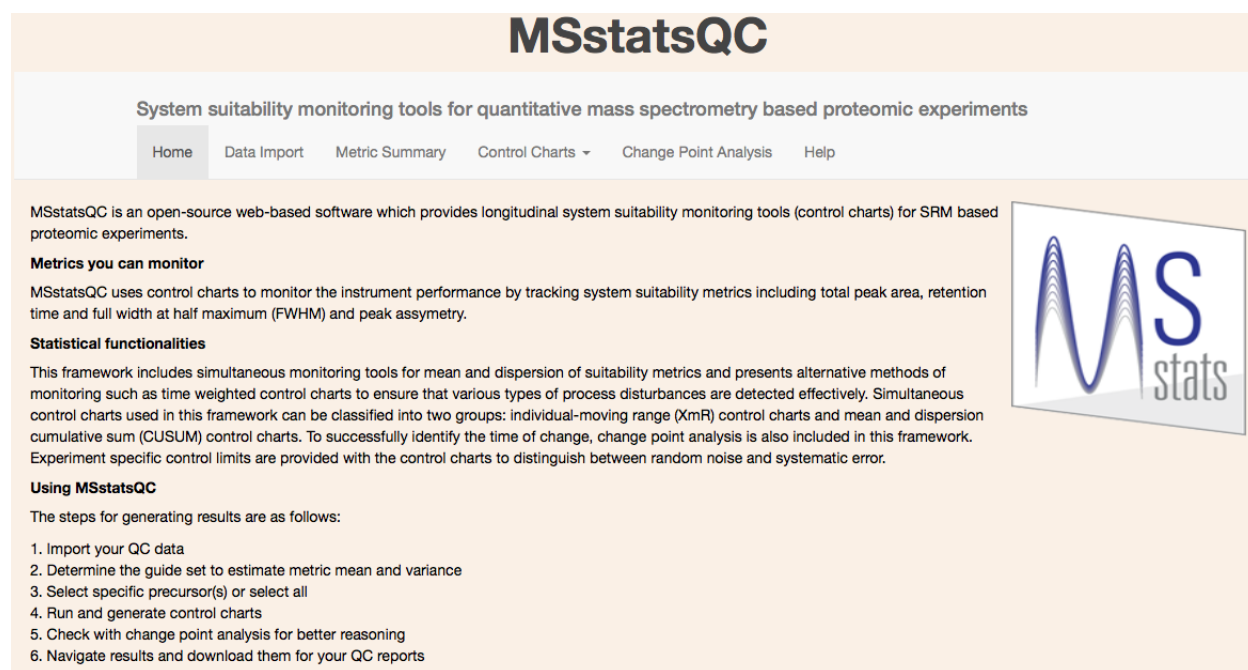 MSstatsQC
System suitability monitoring tools for quantitative mass spectrometry based proteomic experiments
Home Data Import Metric Summary Control Charts Change Point Analysis Help
MSstatsQC is an open-source web-based software which provides longitudinal system suitability monitoring tools (control charts) for SRM based
proteomic experiments.
Metrics you can monitor
MSstatsQC uses control charts to monitor the instrument performance by tracking system suitability metrics including total peak area, retention
time and full width at half maximum (FWHM) and peak assymetry.
Statistical functionalities
This framework includes simultaneous monitoring tools for mean and dispersion of suitability metrics and presents alternative methods of
monitoring such as time weighted control charts to ensure that various types of process disturbances are detected effectively. Simultaneous
control charts used in this framework can be classified into two groups: individual-moving range (XmR) control charts and mean and dispersion
cumulative sum (CUSUM) control charts. To successfully identify the time of change, change point analysis is also included in this framework.
Experiment specific control limits are provided with the control charts to distinguish between random noise and systematic error.
Using MSstatsQC
The steps for generating results are as follows:
1. Import your QC data
2. Determine the guide set to estimate metric mean and variance
3. Select specific precursor(s) or select all
4. Run and generate control charts
5. Check with change point analysis for better reasoning
6. Navigate results and download them for your QC reports
MS
stats